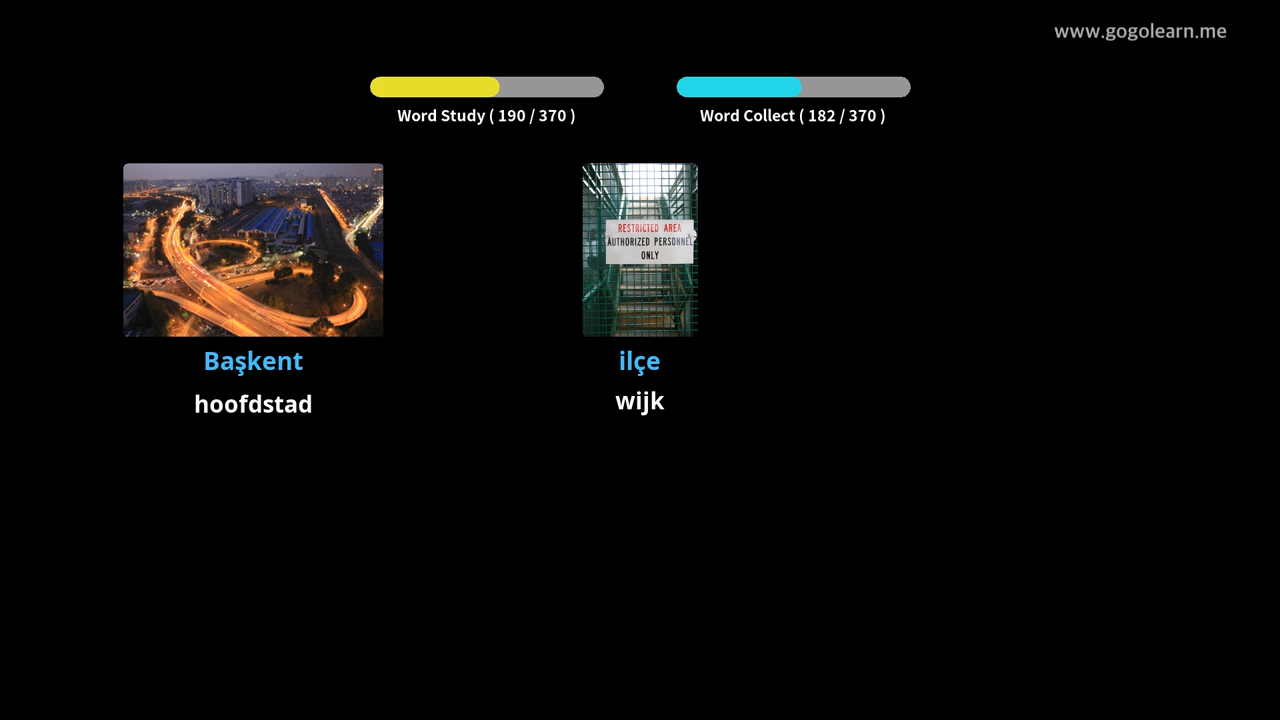 www.gogolearn.me
Word Study ( 190 / 370 )
Word Collect ( 182 / 370 )
RESTRICTED AREA
AUTHORIZED PERSONNEL
ONLY
Başkent
hoofdstad
ilçe
wijk